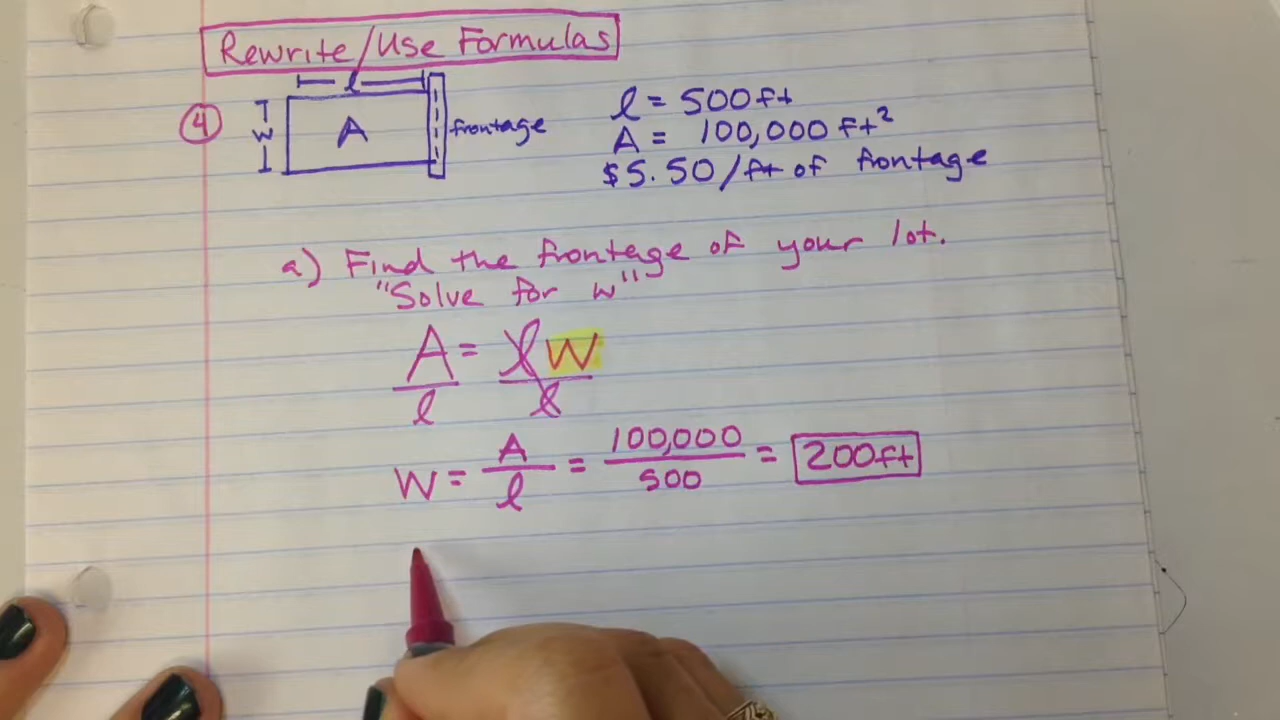 Rewrite/Use Formulas
l
④ w A frontage
l = 500ft
A = 100,000 ft²
$5.50/ft of frontage
a) Find the frontage of your lot.
"Solve for w"
A = lw
l l
W = A/l = 100,000/500 = 200ft